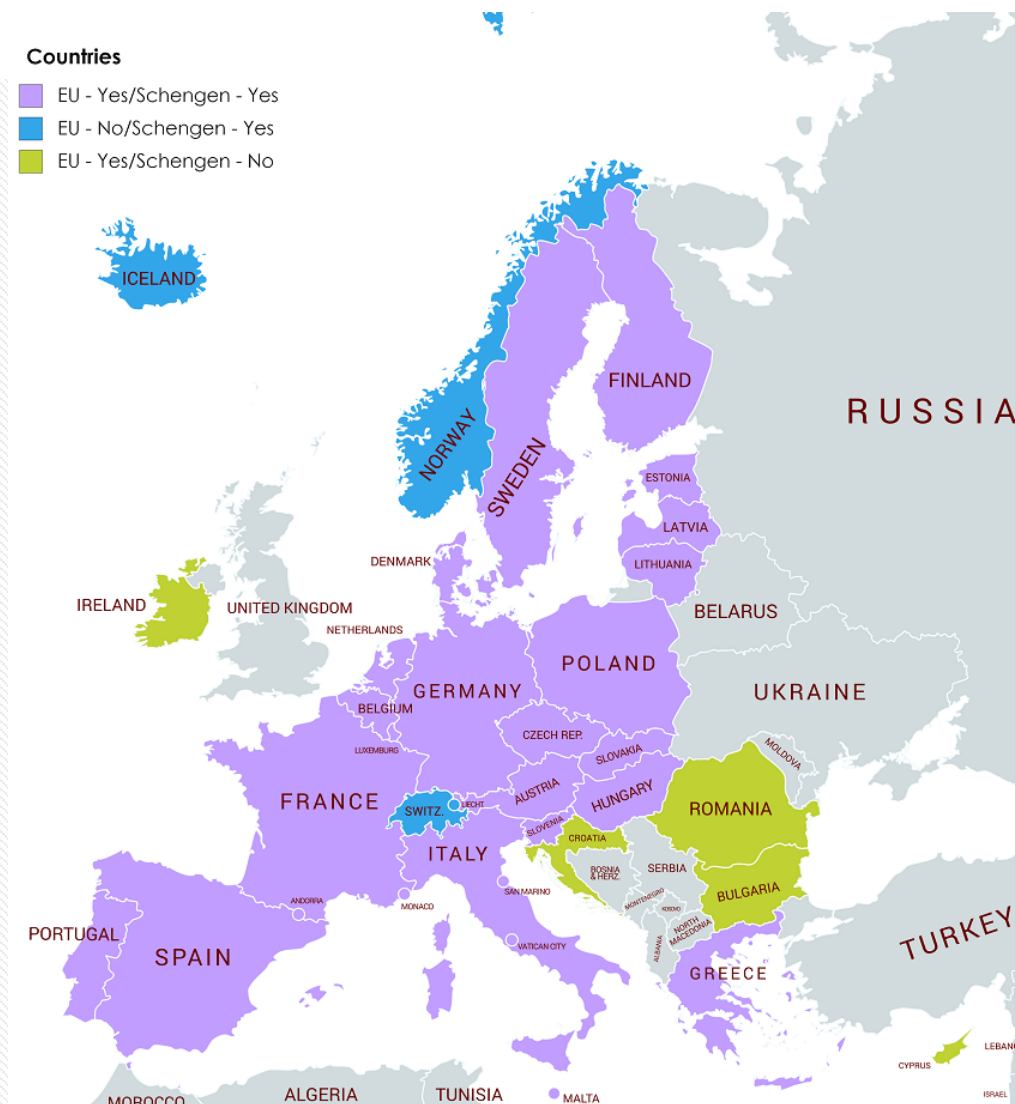 Countries
EU - Yes/Schengen - Yes
EU - No/Schengen - Yes
EU - Yes/Schengen - No
ICELAND
FINLAND
RUSSIA
NORWAY
SWEDEN
ESTONIA
LATVIA
DENMARK
LITHUANIA
IRELAND
UNITED KINGDOM
BELARUS
NETHERLANDS
POLAND
GERMANY
UKRAINE
BELGIUM
CZECH REP.
LUXEMBURG
SLOVAKIA
MOLDOVA
AUSTRIA
HUNGARY
FRANCE
SWITZ.
LIECHT.
ROMANIA
SLOVENIA
CROATIA
ITALY
BOSNIA
& HERZ.
SERBIA
SAN MARINO
BULGARIA
MONTENEGRO
KOSOVO
ANDORRA
MONACO
PORTUGAL
SPAIN
VATICAN CITY
ALBANIA
NORTH
MACEDONIA
TURKEY
GREECE
CYPRUS
LEBAN
MOROCCO
ALGERIA
TUNISIA
MALTA
ISRAEL